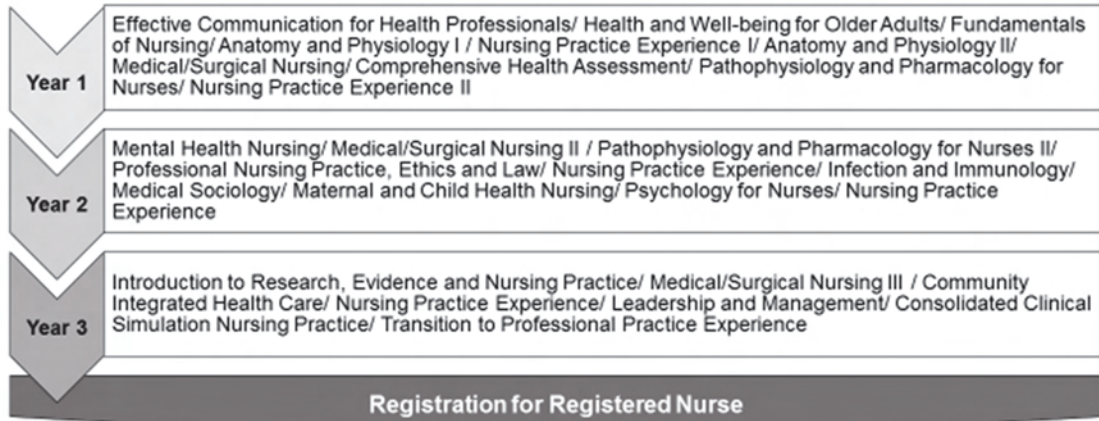 Year 1
Effective Communication for Health Professionals/ Health and Well-being for Older Adults/ Fundamentals
of Nursing/ Anatomy and Physiology I / Nursing Practice Experience I/ Anatomy and Physiology II/
Medical/Surgical Nursing/ Comprehensive Health Assessment/ Pathophysiology and Pharmacology for
Nurses/ Nursing Practice Experience II
Year 2
Mental Health Nursing/ Medical/Surgical Nursing II / Pathophysiology and Pharmacology for Nurses II/
Professional Nursing Practice, Ethics and Law/ Nursing Practice Experience/ Infection and Immunology/
Medical Sociology/ Maternal and Child Health Nursing/ Psychology for Nurses/ Nursing Practice
Experience
Year 3
Introduction to Research, Evidence and Nursing Practice/ Medical/Surgical Nursing III / Community
Integrated Health Care/ Nursing Practice Experience/ Leadership and Management/ Consolidated Clinical
Simulation Nursing Practice/ Transition to Professional Practice Experience
Registration for Registered Nurse